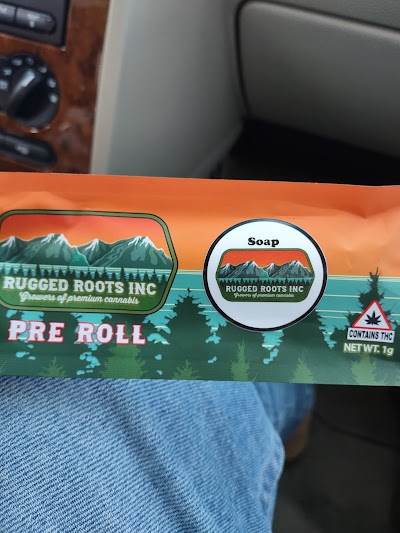 RUGGED ROOTS INC
Growers of premium cannabis
PRE ROLL
Soap
RUGGED ROOTS INC
Growers of premium cannabis
CONTAINS THC
NET WT. 1g